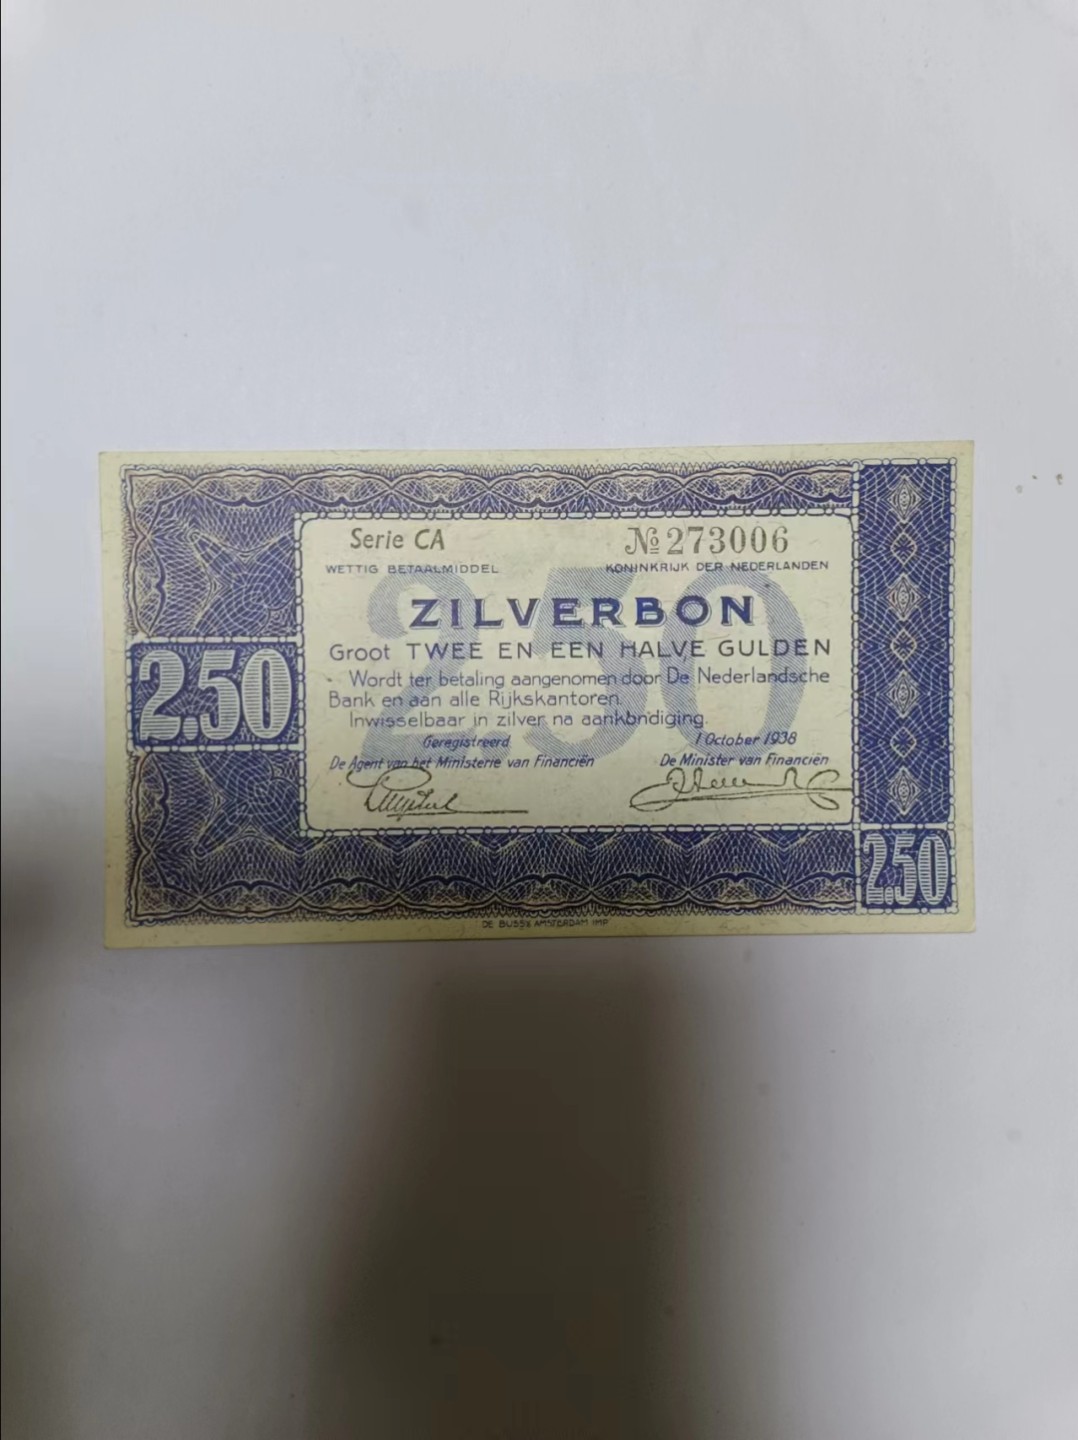 Serie CA
№ 273006
WETTIG BETAALMIDDEL
KONINKRIJK DER NEDERLANDEN
ZILVERBON
Groot TWEE EN EEN HALVE GULDEN
Wordt ter betaling aangenomen door De Nederlandsche
Bank en aan alle Rijkskantoren.
Inwisselbaar in zilver na aankondiging.
Geregistreerd
1 October 1938
De Agent van het Ministerie van Financiën
De Minister van Financiën
2.50
250
2.50
DE BUSSY AMSTERDAM IMP